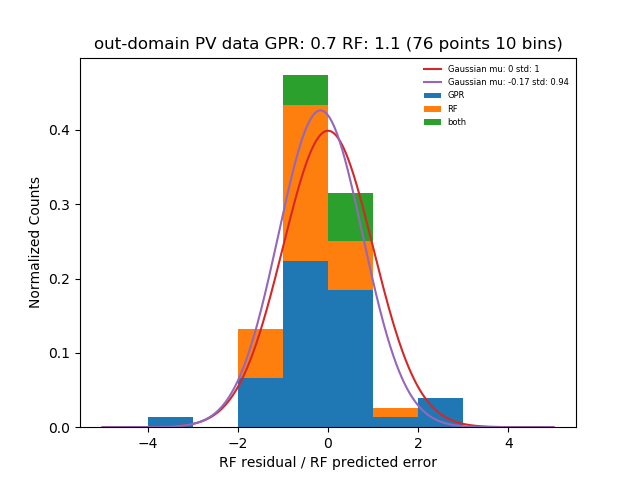 out-domain PV data GPR: 0.7 RF: 1.1 (76 points 10 bins)
Gaussian mu: 0 std: 1
Gaussian mu: -0.17 std: 0.94
GPR
RF
both
Normalized Counts
0.4
0.3
0.2
0.1
0.0
−4
−2
0
2
4
RF residual / RF predicted error